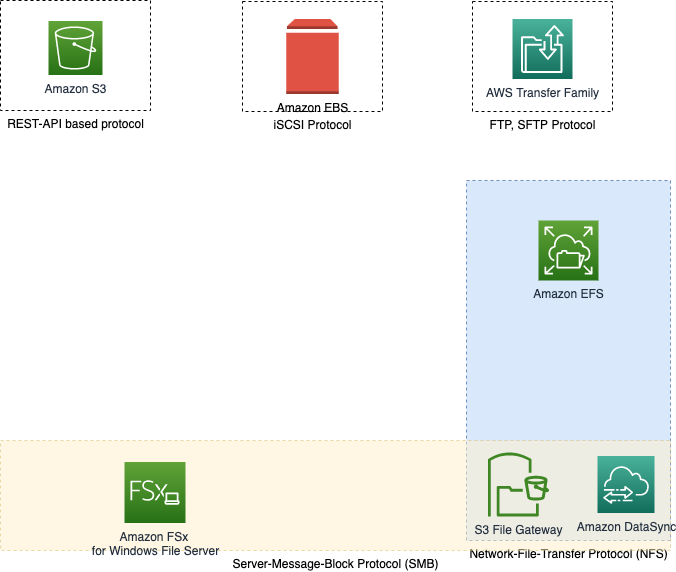 Amazon S3
REST-API based protocol
Amazon EBS
iSCSI Protocol
AWS Transfer Family
FTP, SFTP Protocol
Amazon EFS
FSx
Amazon FSx
for Windows File Server
S3 File Gateway
Amazon DataSync
Network-File-Transfer Protocol (NFS)
Server-Message-Block Protocol (SMB)